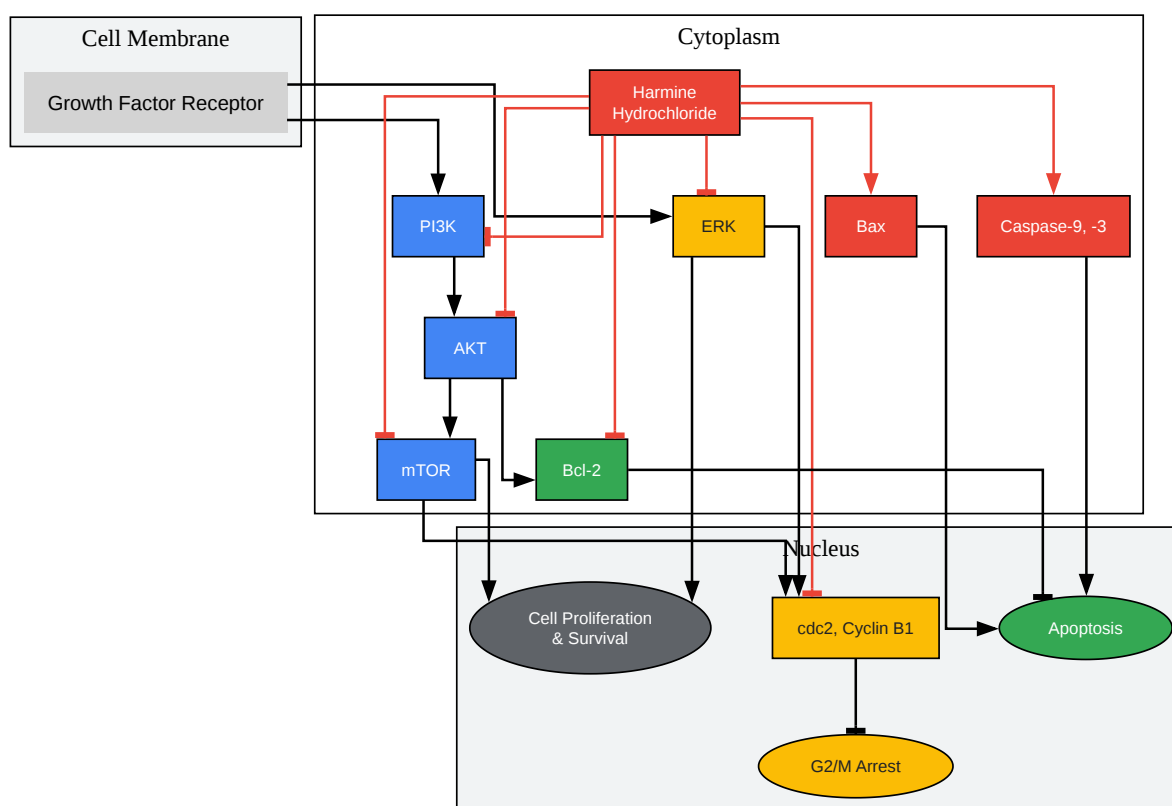 Cell Membrane
Growth Factor Receptor
Cytoplasm
Harmine
Hydrochloride
PI3K
ERK
Bax
Caspase-9, -3
AKT
mTOR
Bcl-2
Nucleus
Cell Proliferation
& Survival
cdc2, Cyclin B1
Apoptosis
G2/M Arrest